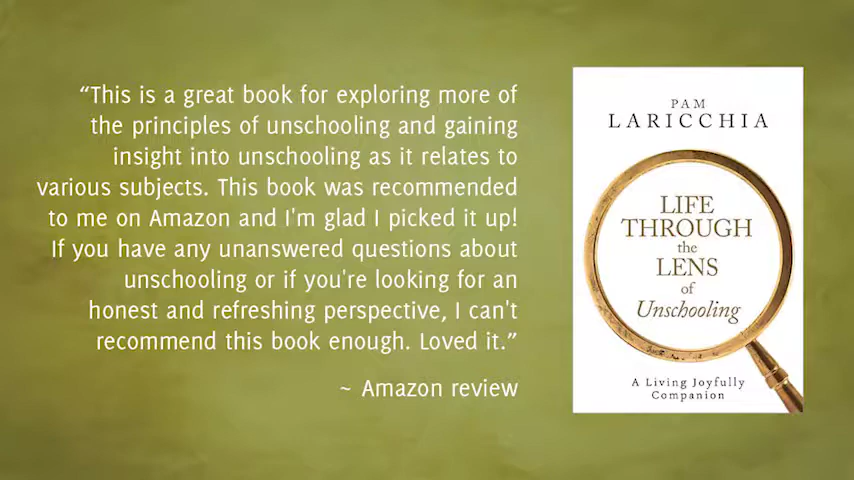 “This is a great book for exploring more of
the principles of unschooling and gaining
insight into unschooling as it relates to
various subjects. This book was recommended
to me on Amazon and I'm glad I picked it up!
If you have any unanswered questions about
unschooling or if you're looking for an
honest and refreshing perspective, I can't
recommend this book enough. Loved it.”
~ Amazon review
PAM
LARICCHIA
LIFE
THROUGH
the
LENS
of
Unschooling
A Living Joyfully
Companion